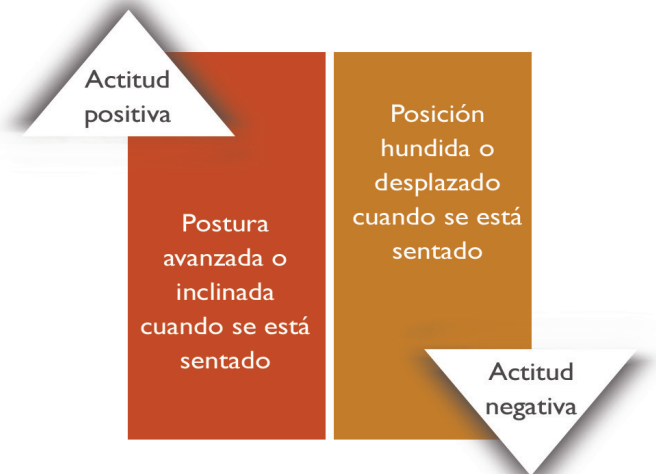 Actitud
positiva
Postura
avanzada o
inclinada
cuando se está
sentado
Posición
hundida o
desplazado
cuando se está
sentado
Actitud
negativa